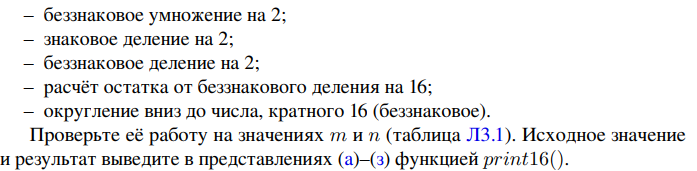 – беззнаковое умножение на 2;
– знаковое деление на 2;
– беззнаковое деление на 2;
– расчёт остатка от беззнакового деления на 16;
– округление вниз до числа, кратного 16 (беззнаковое).
Проверьте её работу на значениях m и n (таблица Л3.1). Исходное значение
и результат выведите в представлениях (а)–(з) функцией print16().